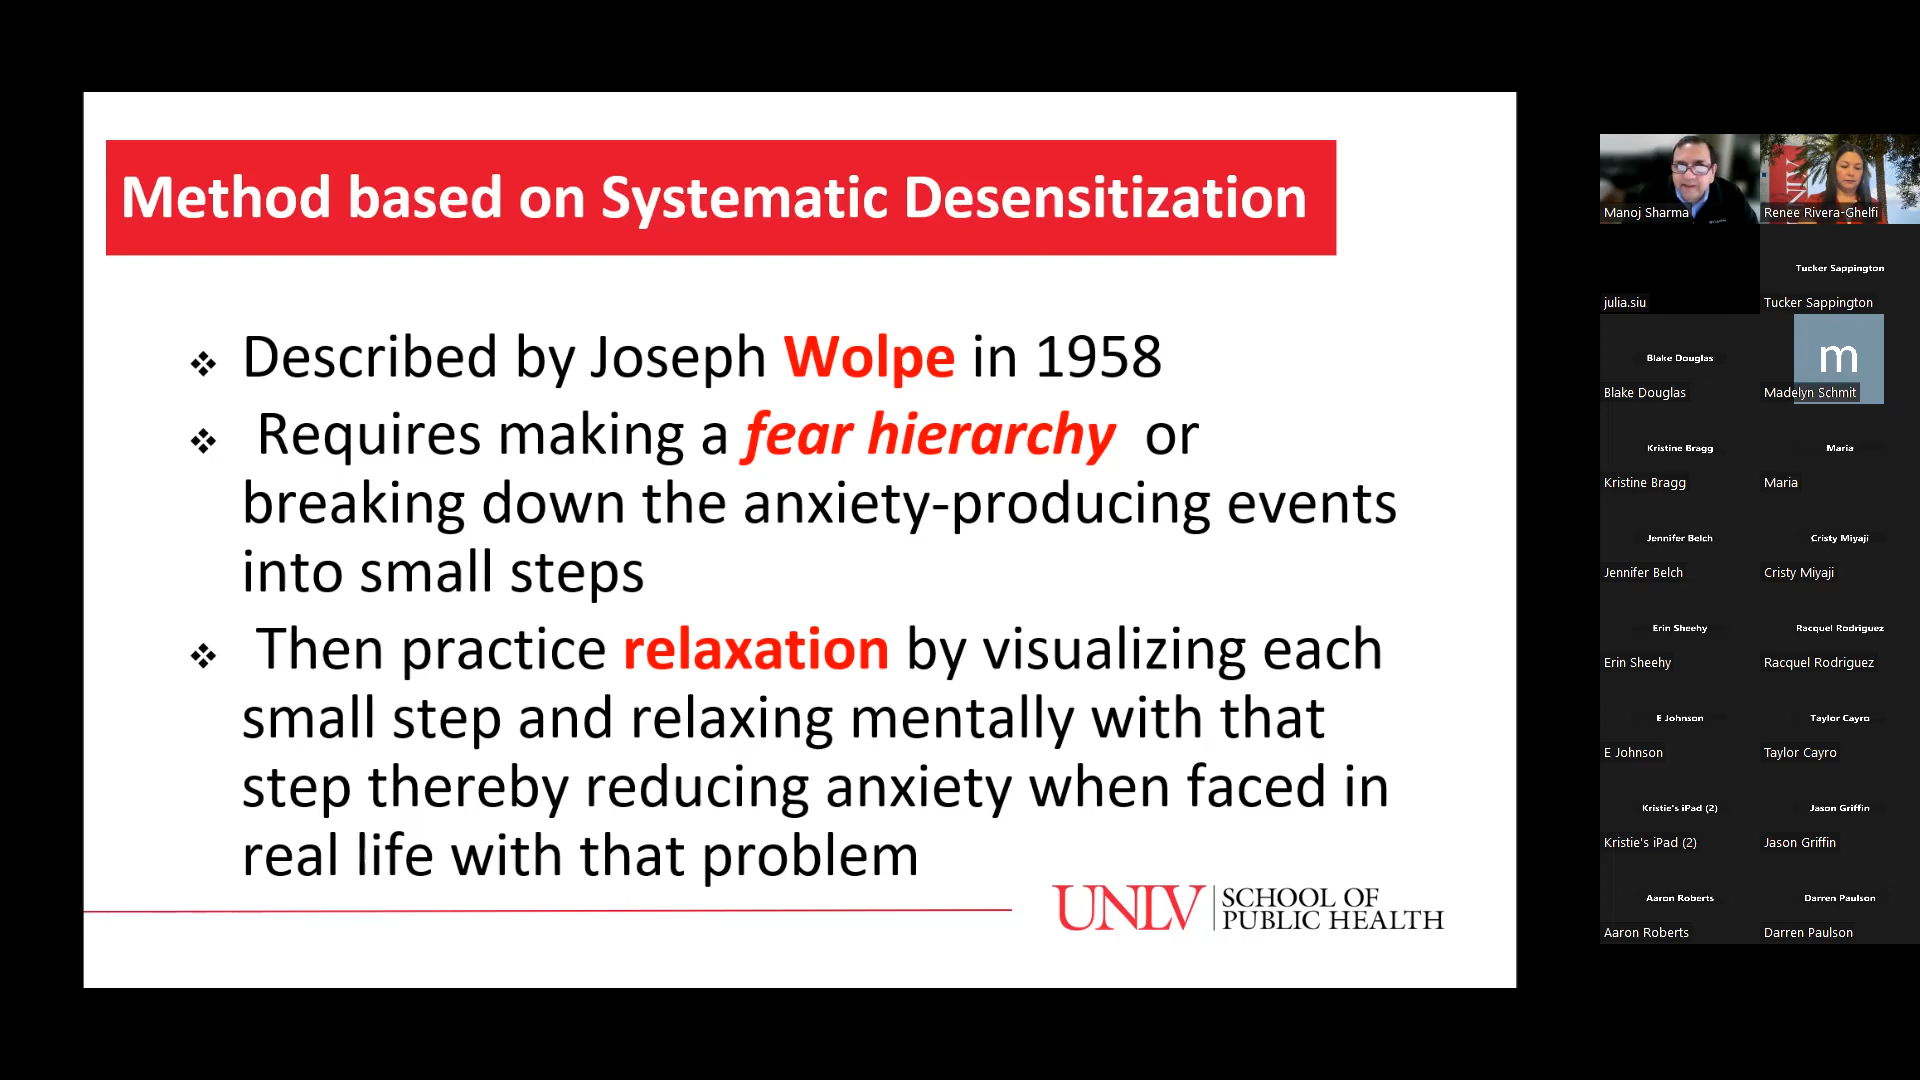 Method based on Systematic Desensitization
❖ Described by Joseph Wolpe in 1958
❖ Requires making a fear hierarchy or
breaking down the anxiety-producing events
into small steps
❖ Then practice relaxation by visualizing each
small step and relaxing mentally with that
step thereby reducing anxiety when faced in
real life with that problem
UNLV SCHOOL OF
PUBLIC HEALTH
Manoj Sharma
Renee Rivera-Ghelfi
julia.siu
Tucker Sappington
Tucker Sappington
Blake Douglas
Blake Douglas
m
Madelyn Schmit
Kristine Bragg
Kristine Bragg
Maria
Maria
Jennifer Belch
Jennifer Belch
Cristy Miyaji
Cristy Miyaji
Erin Sheehy
Erin Sheehy
Racquel Rodriguez
Racquel Rodriguez
E Johnson
E Johnson
Taylor Cayro
Taylor Cayro
Kristie's iPad (2)
Kristie's iPad (2)
Jason Griffin
Jason Griffin
Aaron Roberts
Aaron Roberts
Darren Paulson
Darren Paulson